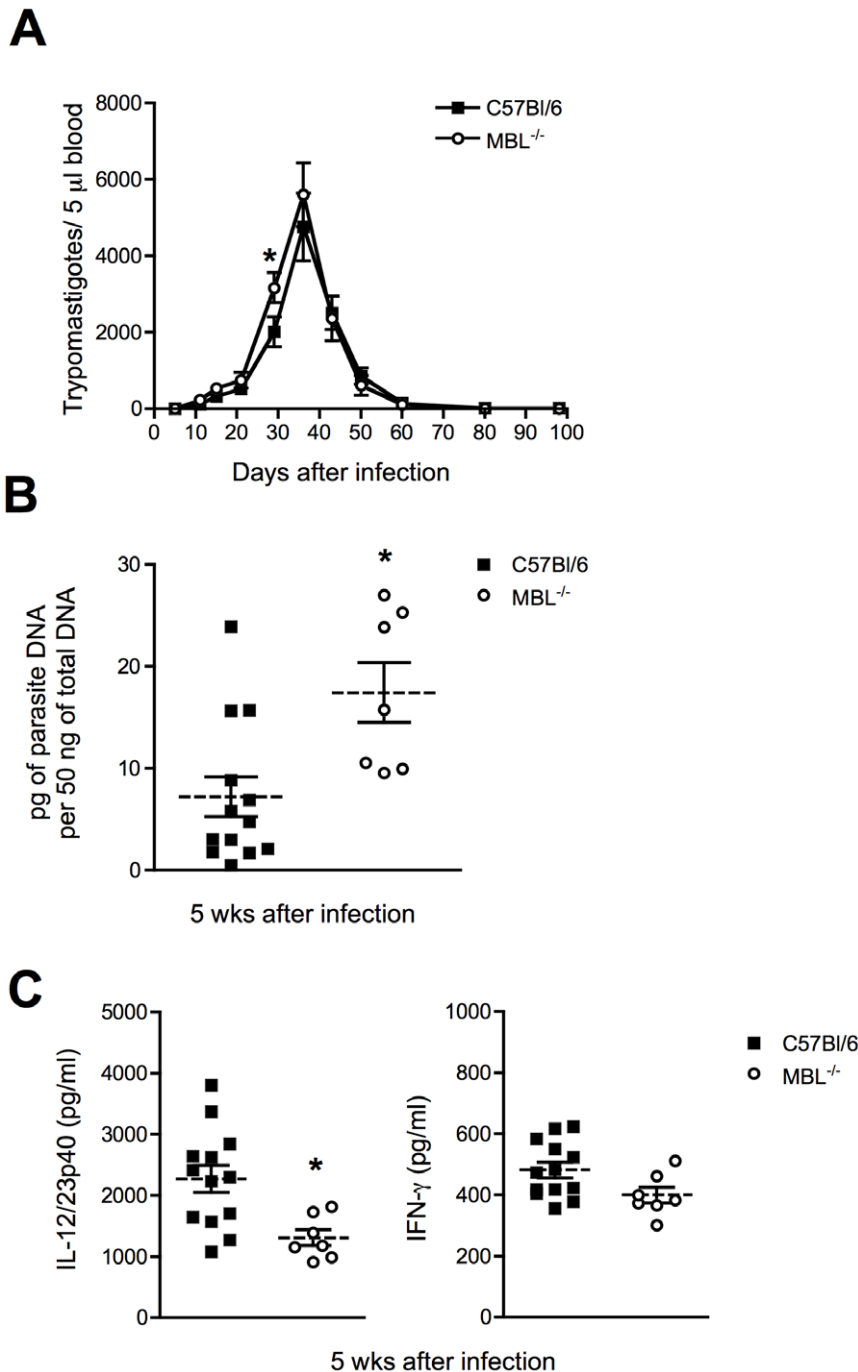 A
8000
6000
4000
2000
0
Trypomastigotes/ 5 µl blood
*
C57Bl/6
MBL-/-
0 10 20 30 40 50 60 70 80 90 100
Days after infection
B
30
20
10
0
pg of parasite DNA
per 50 ng of total DNA
*
C57Bl/6
MBL-/-
5 wks after infection
C
5000
4000
3000
2000
1000
0
IL-12/23p40 (pg/ml)
*
1000
800
600
400
200
0
IFN-γ (pg/ml)
C57Bl/6
MBL-/-
5 wks after infection